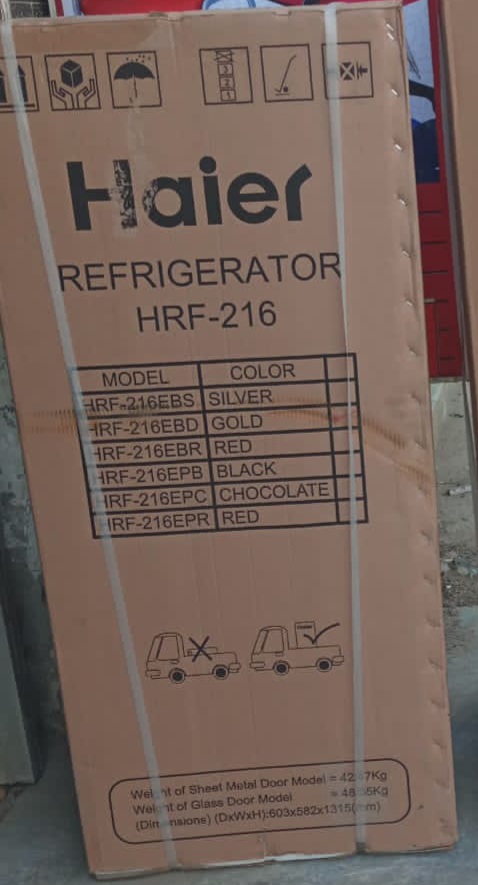 Haier
REFRIGERATOR
HRF-216
MODEL COLOR
HRF-216EBS SILVER
HRF-216EBD GOLD
HRF-216EBR RED
HRF-216EPB BLACK
HRF-216EPC CHOCOLATE
HRF-216EPR RED
Weight of Sheet Metal Door Model =
Weight of Glass Door Model =
(Dimensions) (DxWxH):603x582x1315(mm)